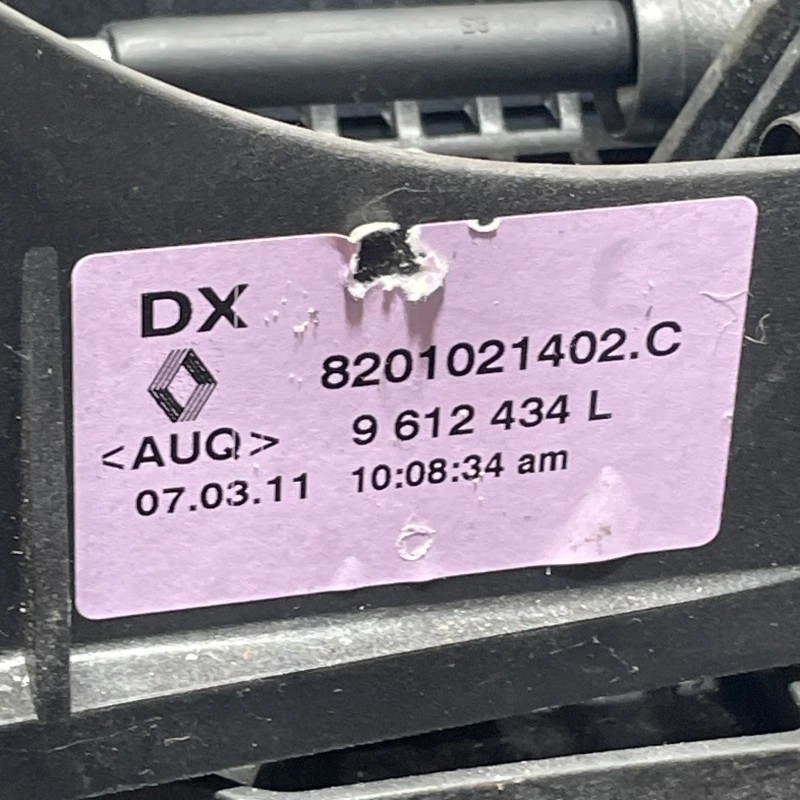 DX
8201021402.C
<AUQ> 9 612 434 L
07.03.11 10:08:34 am